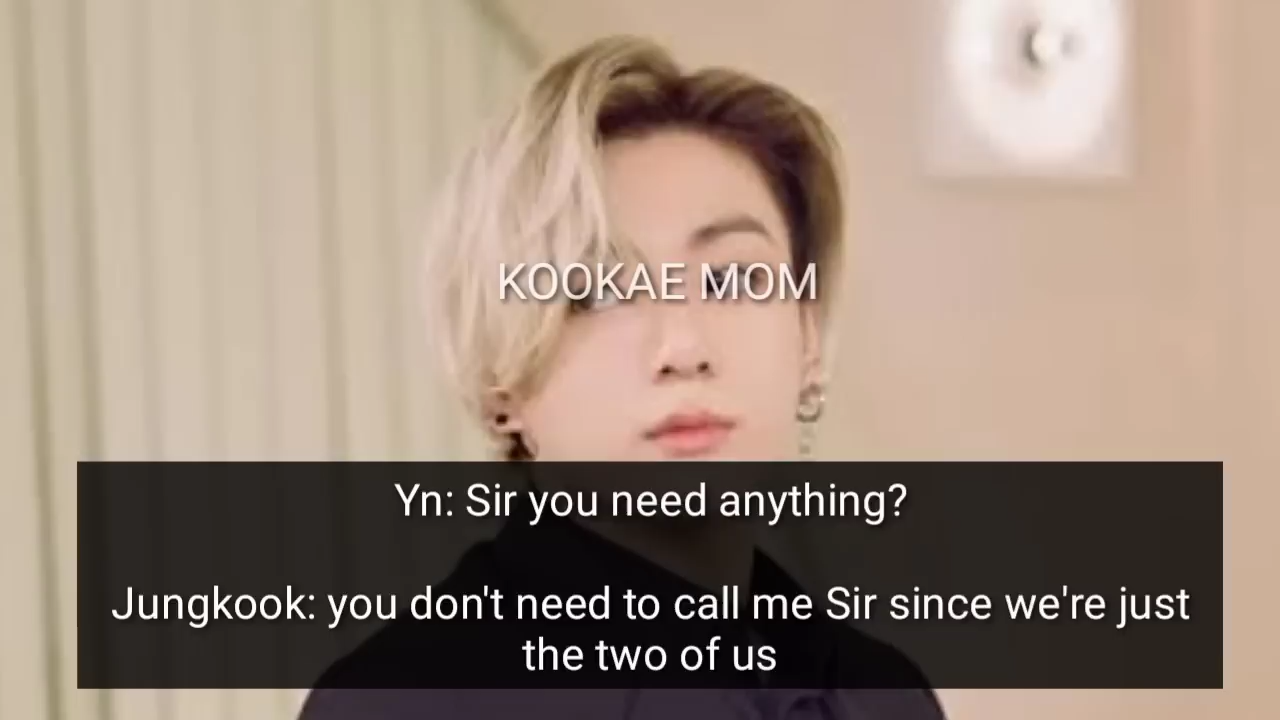 KOOKAE MOM
Yn: Sir you need anything?
Jungkook: you don't need to call me Sir since we're just
the two of us